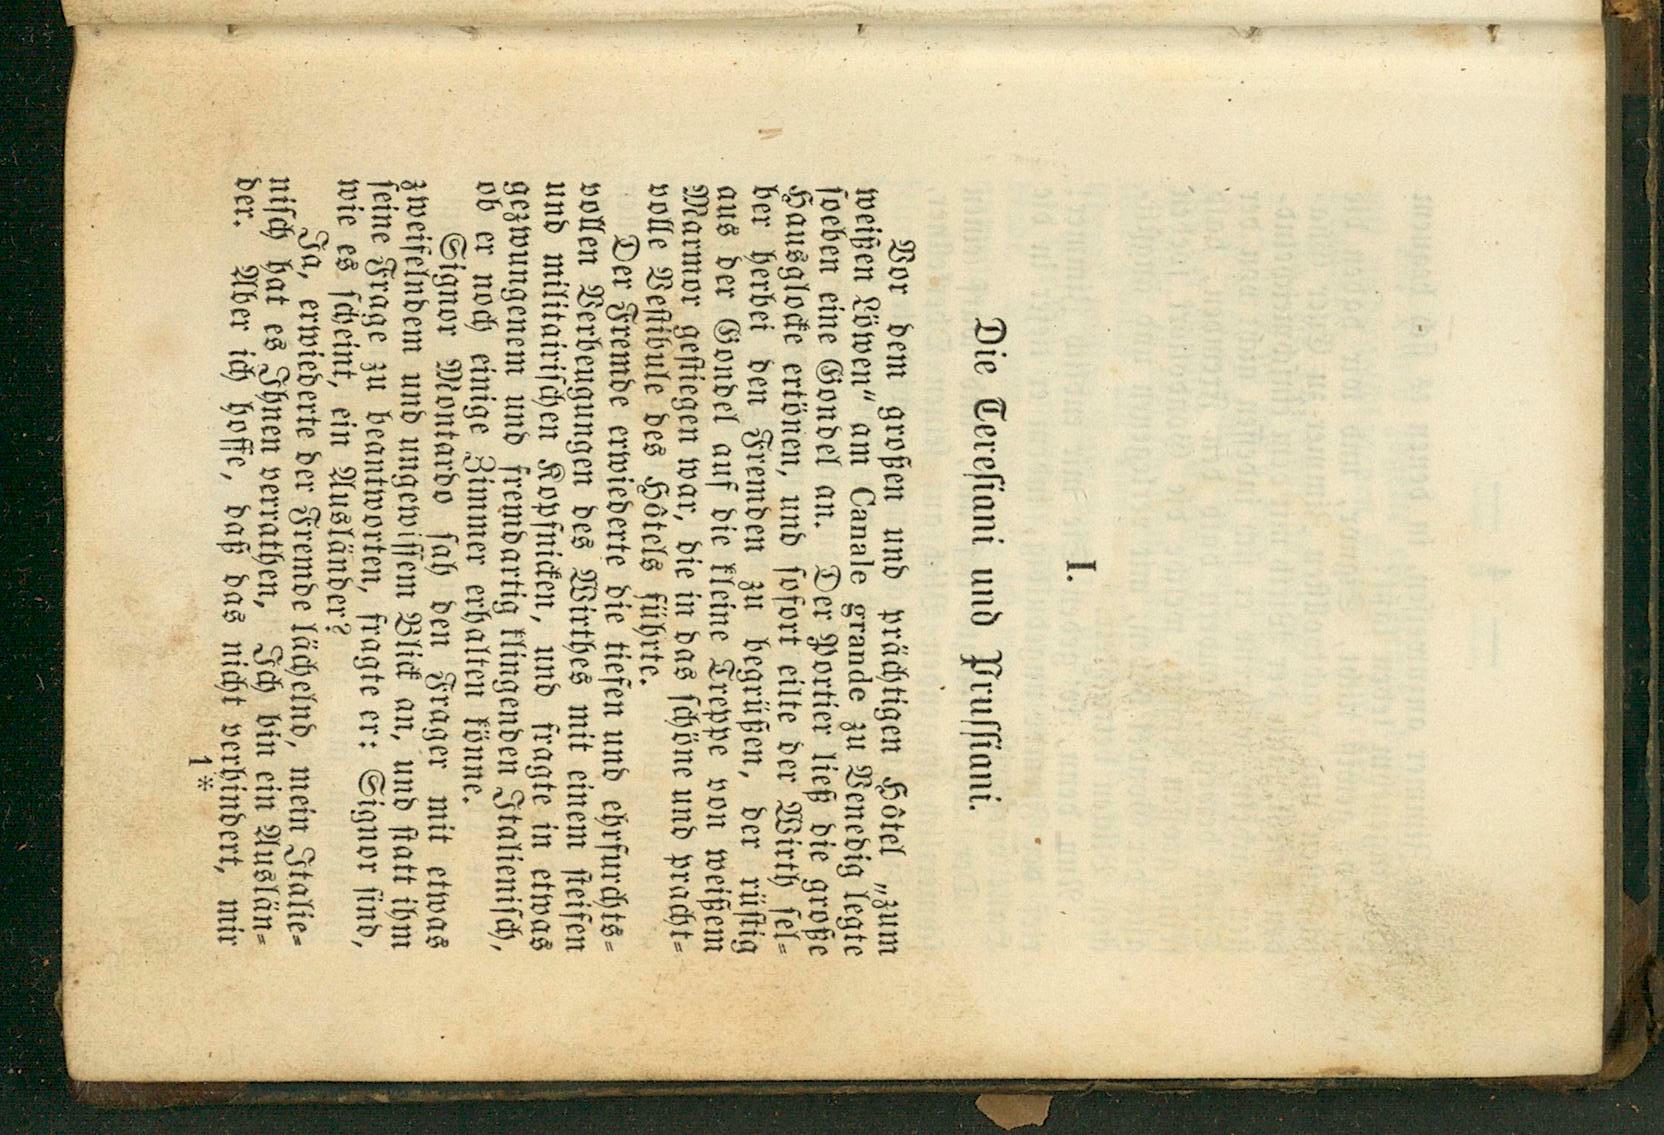 I.
Die Teresiani und Prussiani.
Vor dem großen und prächtigen Hôtel „zum
weißen Löwen“ am Canale grande zu Venedig legte
soeben eine Gondel an. Der Portier ließ die große
Hausglocke ertönen, und sofort eilte der Wirth sel-
ber herbei den Fremden zu begrüßen, der rüstig
aus der Gondel auf die kleine Treppe von weißem
Marmor gestiegen war, die in das schöne und pracht-
volle Vestibule des Hôtels führte.
Der Fremde erwiederte die tiefen und ehrfurchts-
vollen Verbeugungen des Wirthes mit einem steifen
und militairischen Kopfnicken, und fragte in etwas
gezwungenem und fremdartig klingenden Italienisch,
ob er noch einige Zimmer erhalten könne.
Signor Montardo sah den Frager mit etwas
zweifelndem und ungewissem Blick an, und statt ihm
seine Frage zu beantworten, fragte er: Signor sind,
wie es scheint, ein Ausländer?
Ja, erwiederte der Fremde lächelnd, mein Italie-
nisch hat es Ihnen verrathen, Ich bin ein Auslän-
der. Aber ich hoffe, daß das nicht verhindert, mir
1*